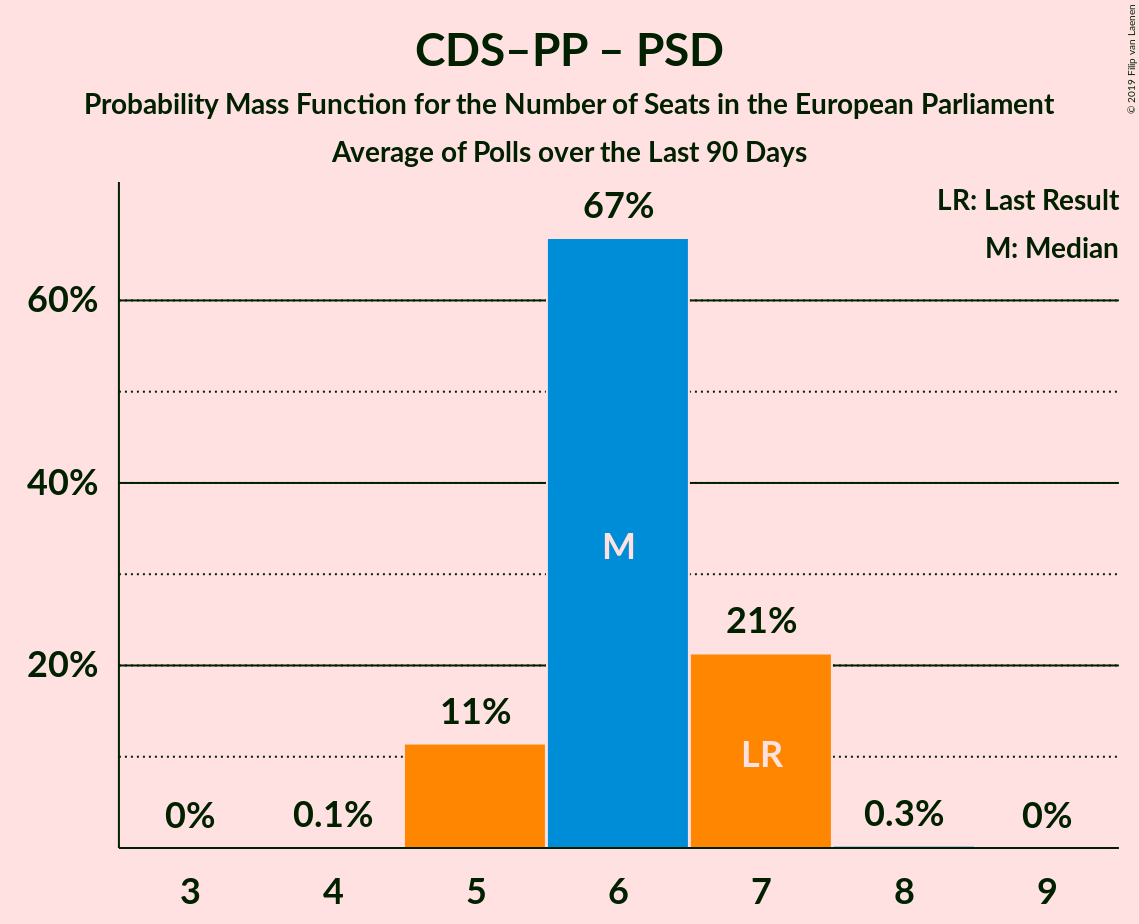 CDS–PP – PSD
Probability Mass Function for the Number of Seats in the European Parliament
Average of Polls over the Last 90 Days
© 2019 Filip van Laenen
LR: Last Result
M: Median
67%
60%
40%
20%
M
21%
11%
LR
0%
0.1%
0.3%
0%
3 4 5 6 7 8 9